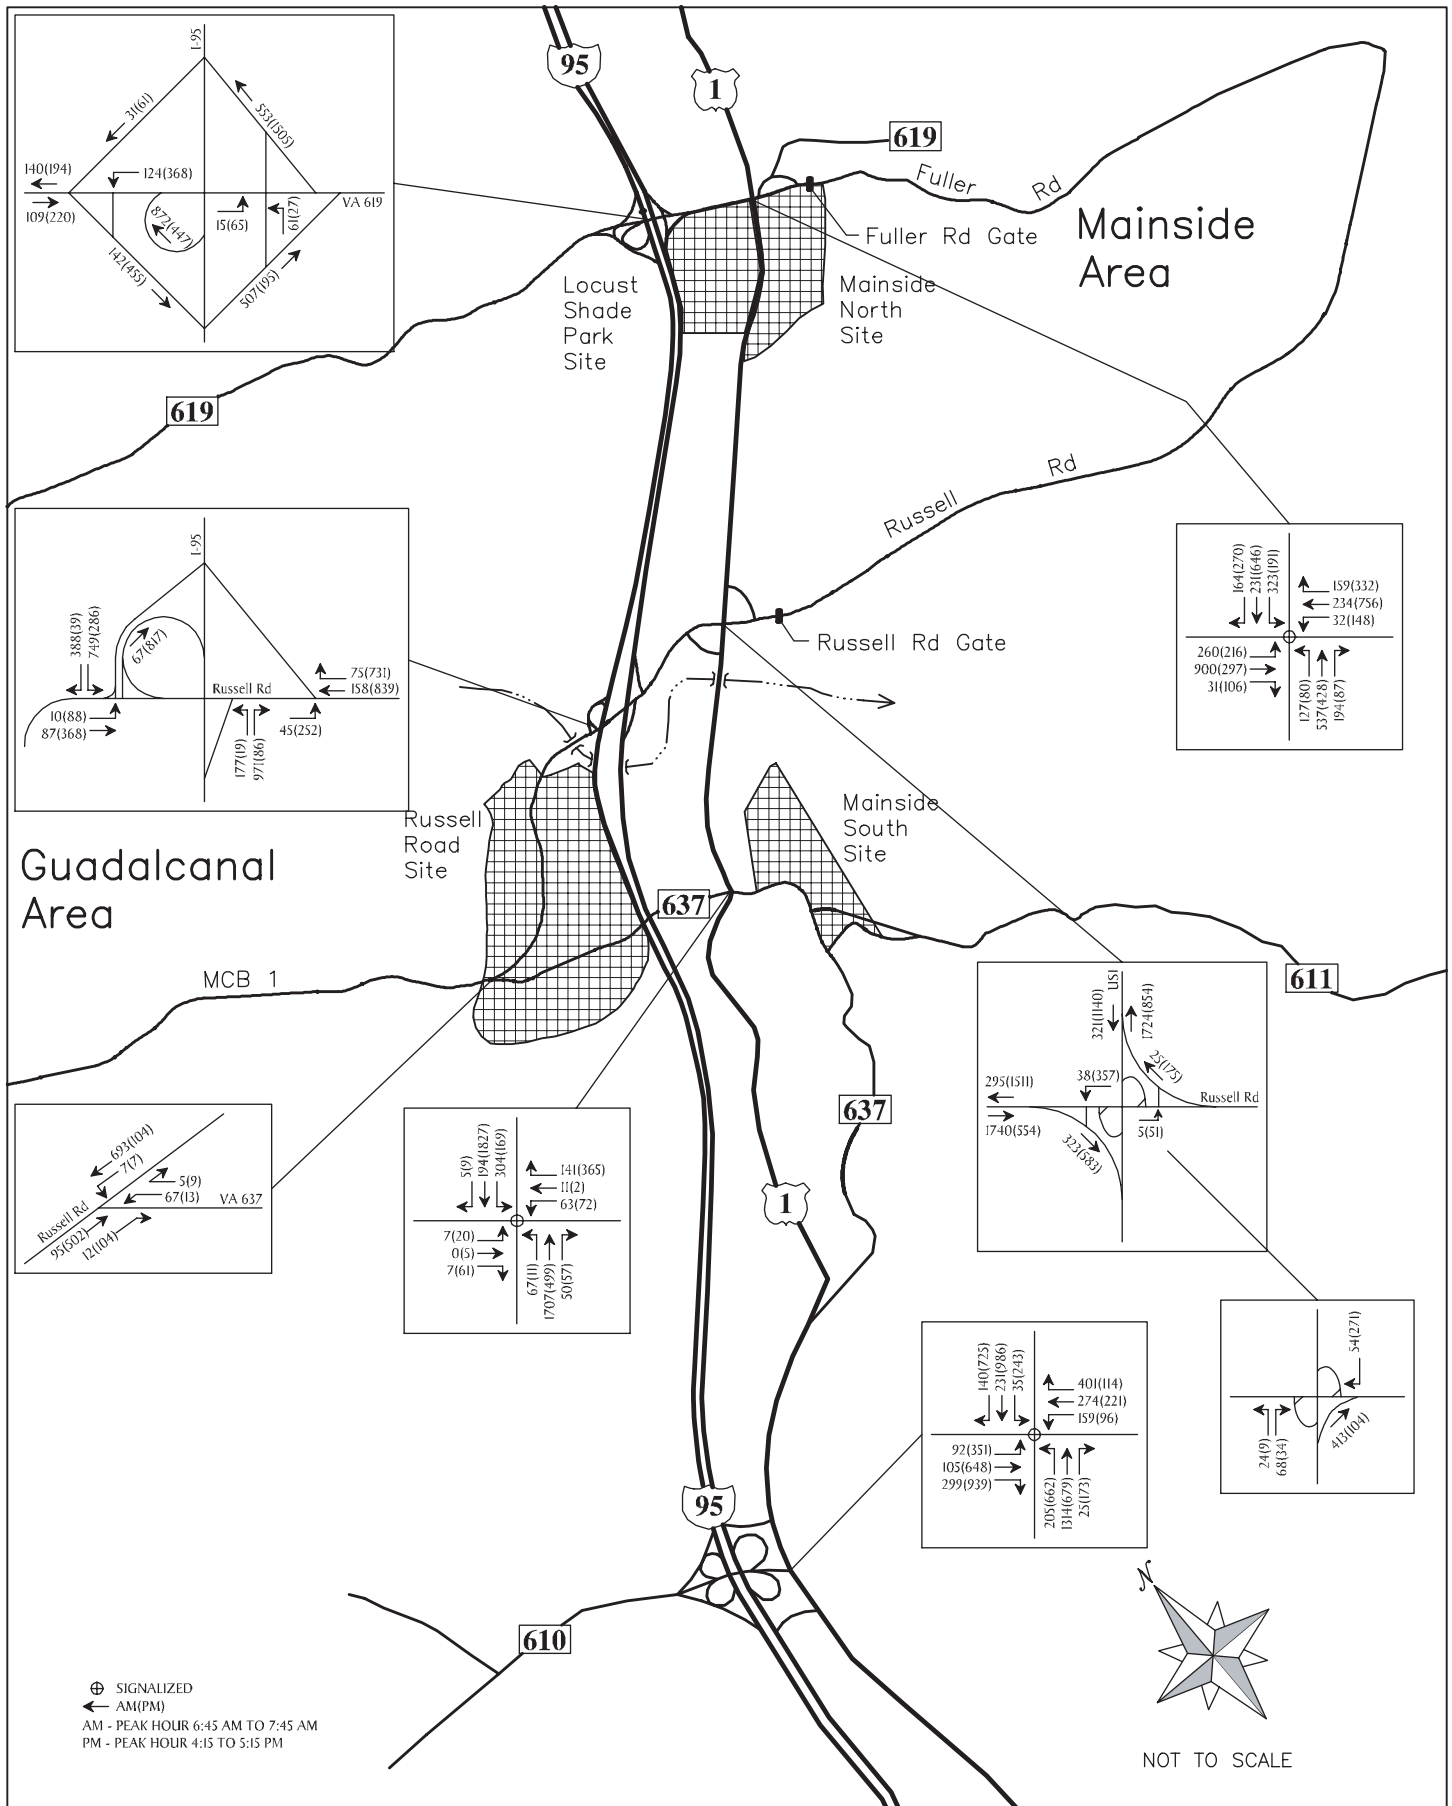 95
1
619
Fuller
Rd
Mainside
Area
Fuller Rd Gate
Locust
Shade
Park
Site
Mainside
North
Site
I-95
31(61)
553(1505)
140(194)
124(368)
109(220)
872(447)
15(65)
61(27)
VA 619
142(455)
507(195)
619
Russell
Rd
I-95
388(39)
749(286)
67(817)
Russell Rd
75(731)
158(839)
10(88)
87(368)
45(252)
177(19)
971(86)
164(270)
231(646)
323(191)
159(332)
234(756)
32(148)
260(216)
900(297)
31(106)
127(80)
537(428)
194(87)
Russell Rd Gate
Guadalcanal
Area
Russell
Road
Site
Mainside
South
Site
637
MCB 1
611
US1
321(1140)
1724(854)
25(175)
295(1511)
38(357)
Russell Rd
1740(554)
323(583)
5(51)
693(104)
7(7)
5(9)
67(13)
VA 637
Russell Rd
95(502)
12(104)
5(9)
194(1827)
304(169)
141(365)
11(2)
63(72)
7(20)
0(5)
7(61)
67(11)
1707(499)
50(57)
637
1
54(271)
24(9)
68(34)
413(104)
140(725)
231(986)
35(243)
401(114)
274(221)
159(96)
92(351)
105(648)
299(939)
205(662)
1314(679)
25(173)
95
610
N
SIGNALIZED
AM(PM)
AM - PEAK HOUR 6:45 AM TO 7:45 AM
PM - PEAK HOUR 4:15 TO 5:15 PM
NOT TO SCALE